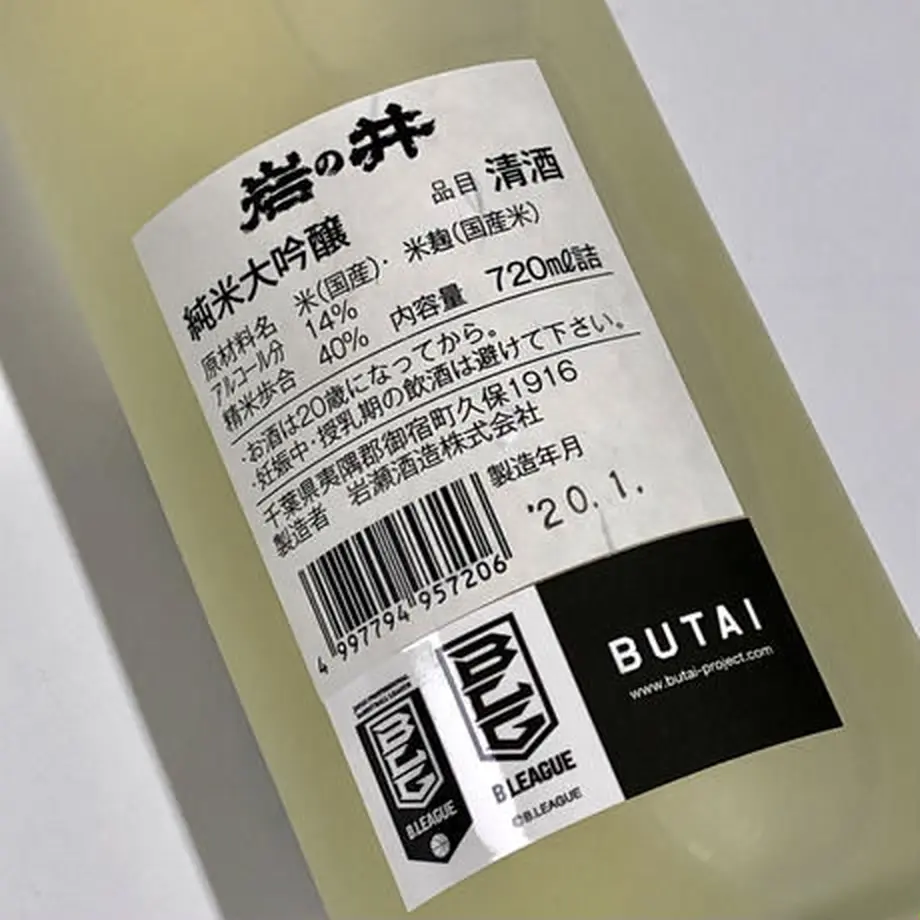 岩の井
品目 清酒
純米大吟醸
原材料名 米(国産)・米麹(国産米)
アルコール分 14%
精米歩合 40% 内容量 720ml詰
・お酒は20歳になってから。
・妊娠中・授乳期の飲酒は避けて下さい。
千葉県夷隅郡御宿町久保1916
製造者 岩瀬酒造株式会社
製造年月
'20.1.
4 997794 957206
B.LEAGUE
B.LEAGUE
©B.LEAGUE
BUTAI
www.butai-project.com